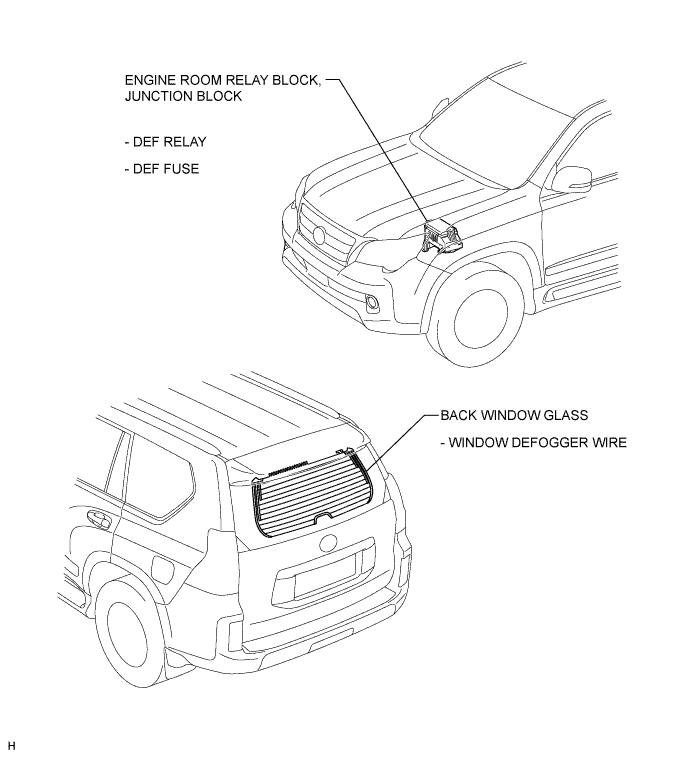 ENGINE ROOM RELAY BLOCK,
JUNCTION BLOCK
- DEF RELAY
- DEF FUSE
BACK WINDOW GLASS
- WINDOW DEFOGGER WIRE
H